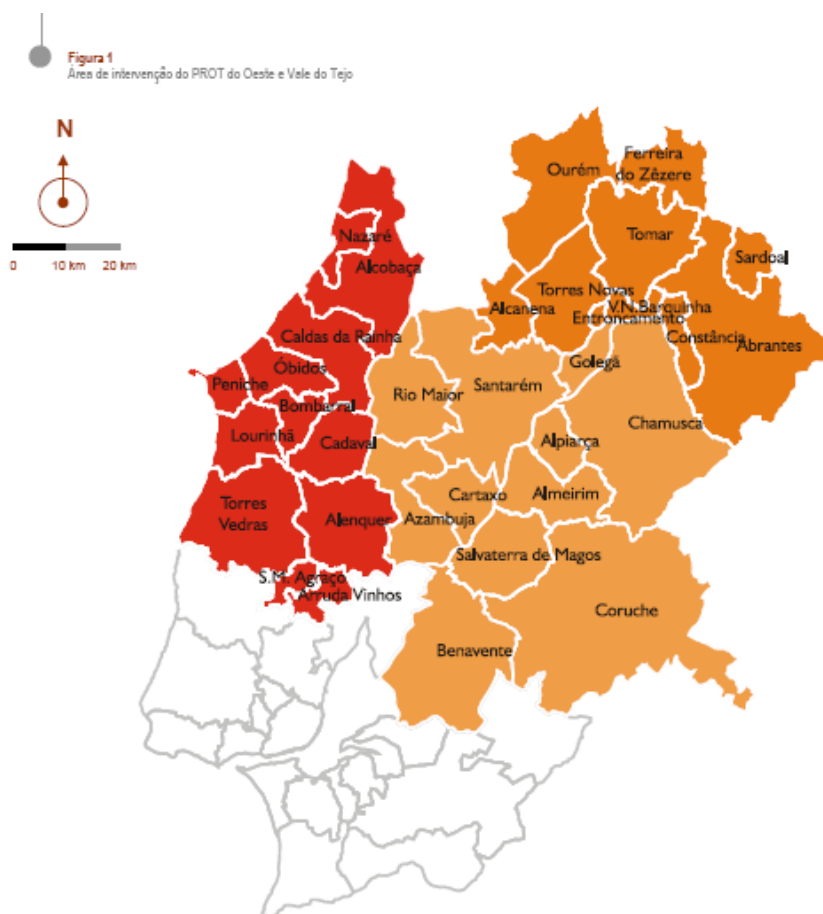 Figura 1
Área de intervenção do PROT do Oeste e Vale do Tejo
N
0 10 km 20 km
Ferreira
do Zêzere
Ourém
Nazaré
Tomar
Sardoal
Alcobaça
Torres Novas
Alcanena
V.N.Barquinha
Entroncamento
Constância
Abrantes
Caldas da Rainha
Golegã
Óbidos
Peniche
Santarém
Rio Maior
Bombarral
Chamusca
Lourinhã
Cadaval
Alpiarça
Cartaxo
Almeirim
Torres
Vedras
Alenquer
Azambuja
Salvaterra de Magos
S.M. Agraço
Arruda Vinhos
Coruche
Benavente